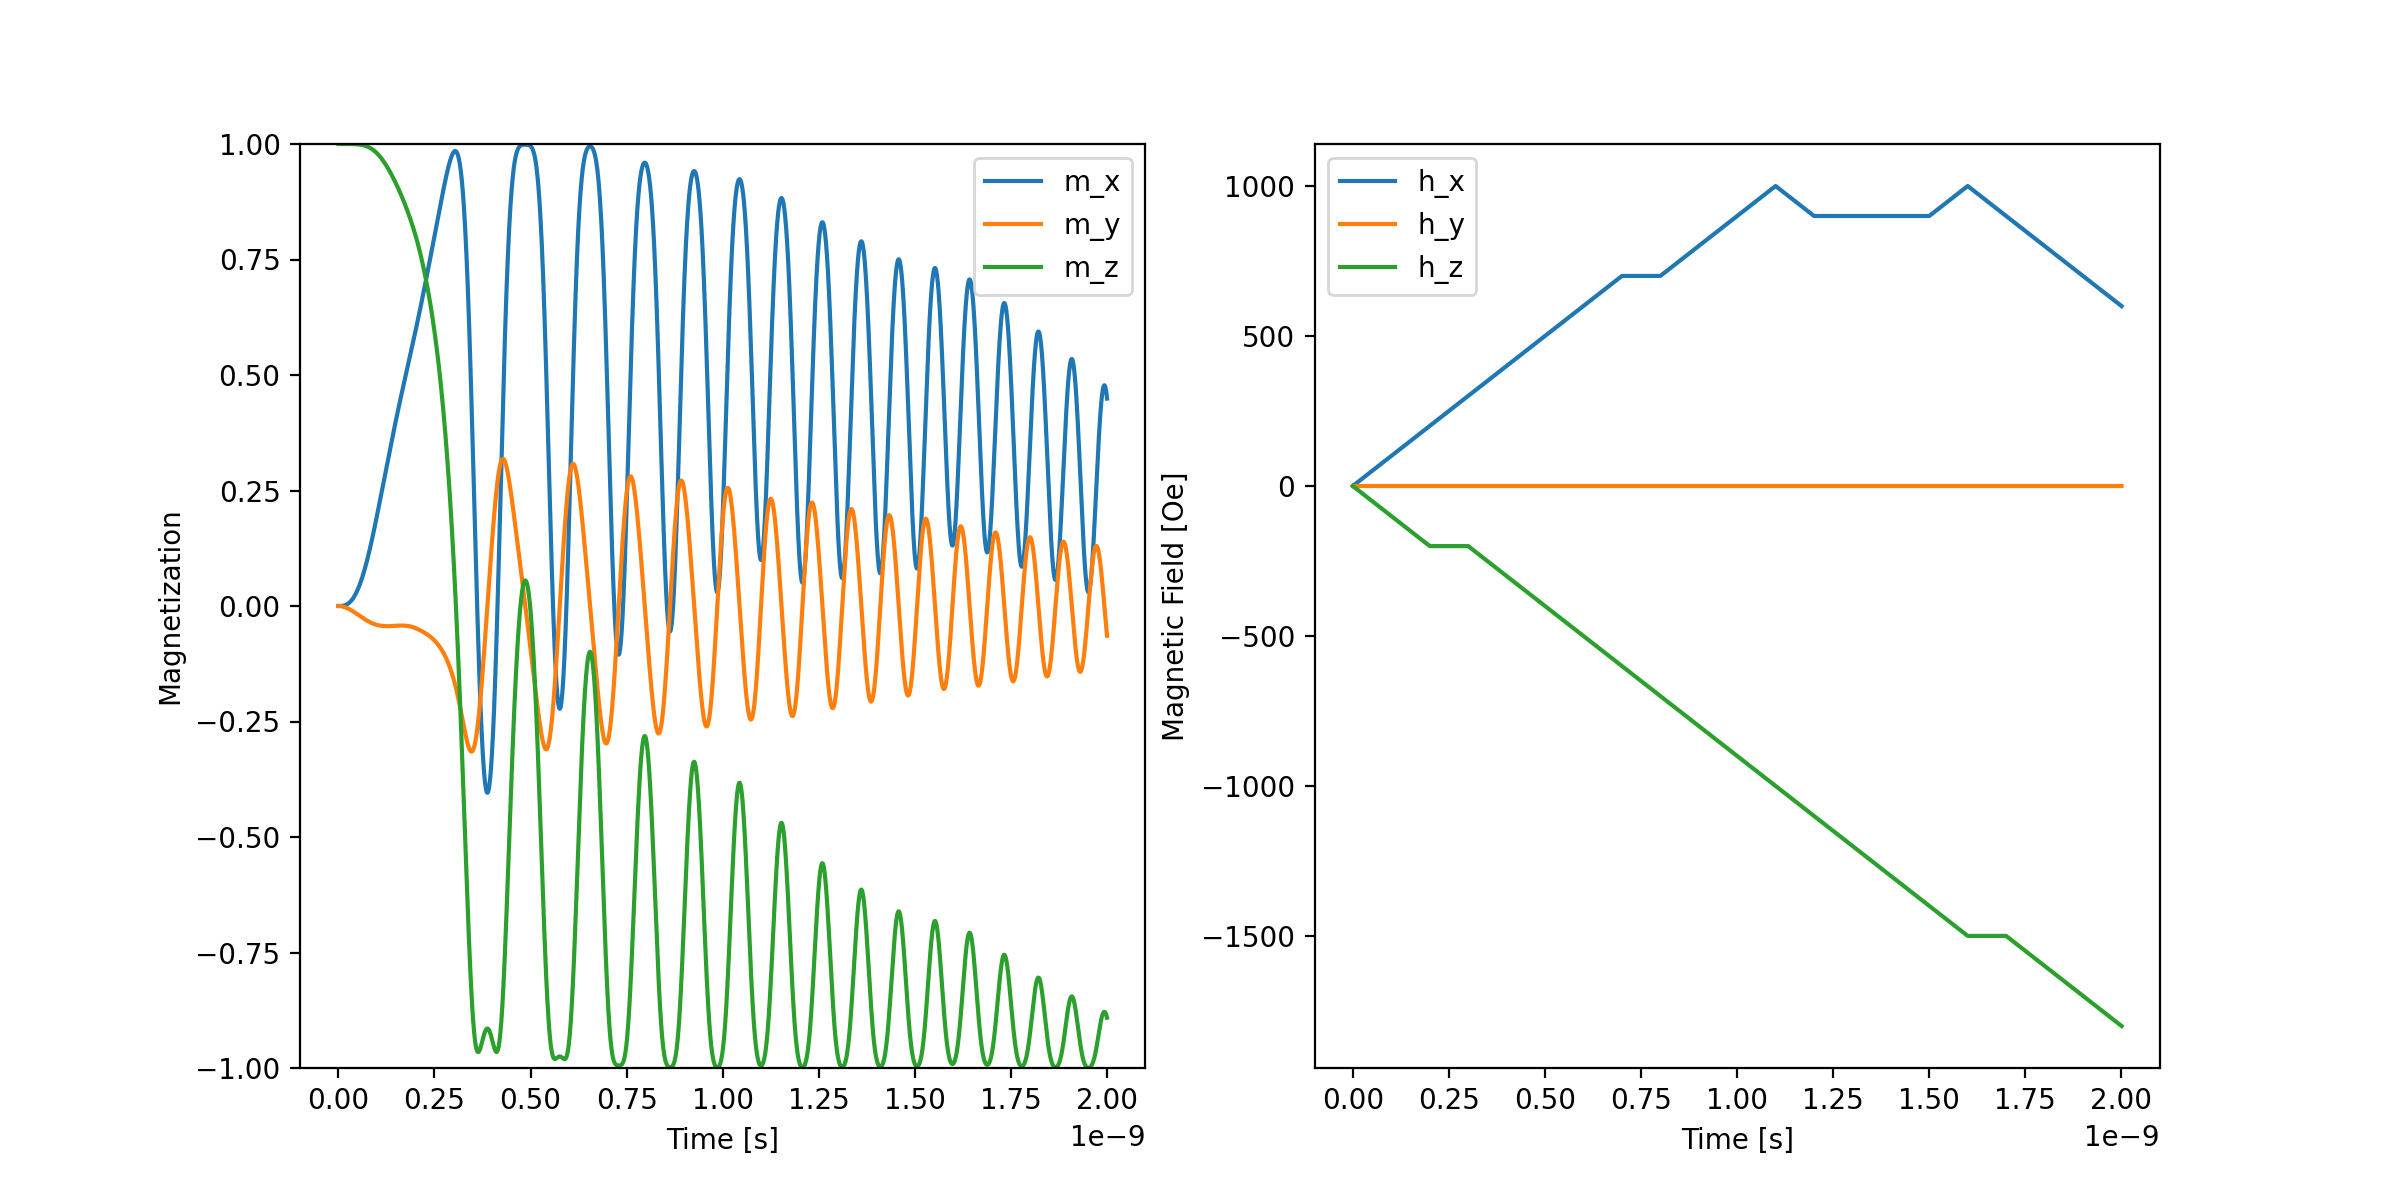 1.00
0.75
0.50
0.25
0.00
−0.25
−0.50
−0.75
−1.00
Magnetization
m_x
m_y
m_z
0.00 0.25 0.50 0.75 1.00 1.25 1.50 1.75 2.00
Time [s]
1e−9
1000
500
0
−500
−1000
−1500
Magnetic Field [Oe]
h_x
h_y
h_z
0.00 0.25 0.50 0.75 1.00 1.25 1.50 1.75 2.00
Time [s]
1e−9